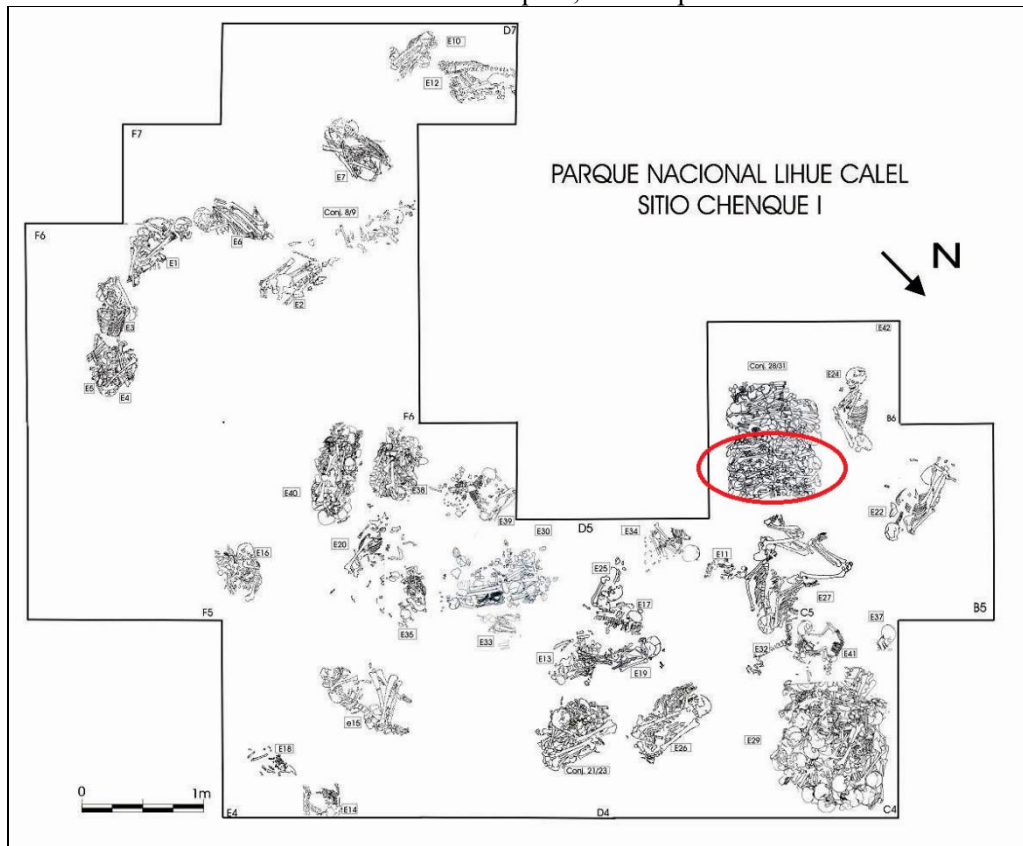 D7
E10
E12
F7
E7
PARQUE NACIONAL LIHUE CALEL
SITIO CHENQUE I
Conj. 8/9
F6
E6
E1
N
E2
E3
E42
E5
E4
Conj. 28/31
E24
F6
B6
E40
E38
E22
E39
E30
D5
E34
E20
E16
E11
E25
E27
E17
F5
C5
B5
E35
E37
E33
E32
E41
E13
E19
e15
E29
E26
E18
Conj. 21/23
0
1m
E14
E4
D4
C4